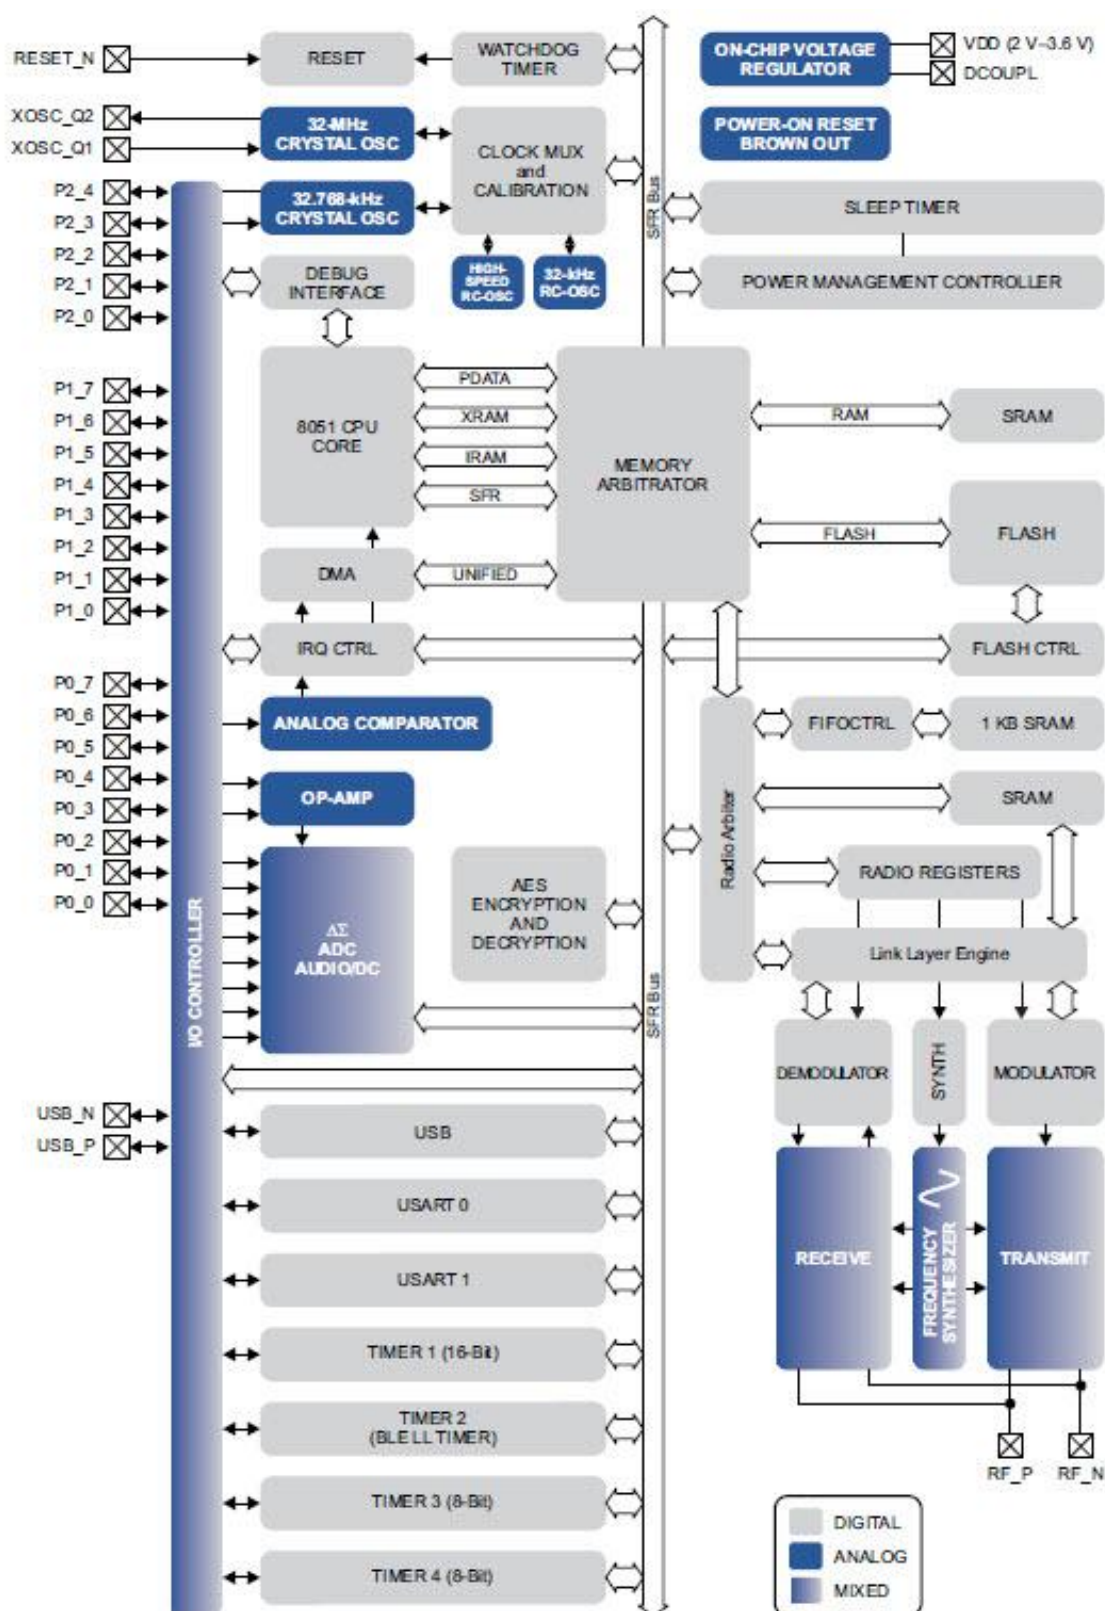 RESET_N
RESET
WATCHDOG
TIMER
ON-CHIP VOLTAGE
REGULATOR
VDD (2 V–3.6 V)
DCOUPL
XOSC_Q2
XOSC_Q1
32-MHz
CRYSTAL OSC
CLOCK MUX
and
CALIBRATION
POWER-ON RESET
BROWN OUT
SFR Bus
P2_4
P2_3
P2_2
P2_1
P2_0
32.768-kHz
CRYSTAL OSC
SLEEP TIMER
DEBUG
INTERFACE
HIGH-
SPEED
RC-OSC
32-kHz
RC-OSC
POWER MANAGEMENT CONTROLLER
P1_7
P1_6
P1_5
P1_4
P1_3
P1_2
P1_1
P1_0
8051 CPU
CORE
PDATA
XRAM
IRAM
SFR
MEMORY
ARBITRATOR
RAM
SRAM
FLASH
FLASH
DMA
UNIFIED
IRQ CTRL
FLASH CTRL
P0_7
P0_6
P0_5
P0_4
P0_3
P0_2
P0_1
P0_0
ANALOG COMPARATOR
FIFOCTRL
1 KB SRAM
OP-AMP
SRAM
Radio Arbiter
RADIO REGISTERS
AES
ENCRYPTION
AND
DECRYPTION
I/O CONTROLLER
ΔΣ
ADC
AUDIO/DC
Link Layer Engine
SFR Bus
DEMODULATOR
SYNTH
MODULATOR
USB_N
USB_P
USB
USART 0
RECEIVE
FREQUENCY
SYNTHESIZER
TRANSMIT
USART 1
TIMER 1 (16-Bit)
TIMER 2
(BLE LL TIMER)
RF_P
RF_N
TIMER 3 (8-Bit)
TIMER 4 (8-Bit)
DIGITAL
ANALOG
MIXED